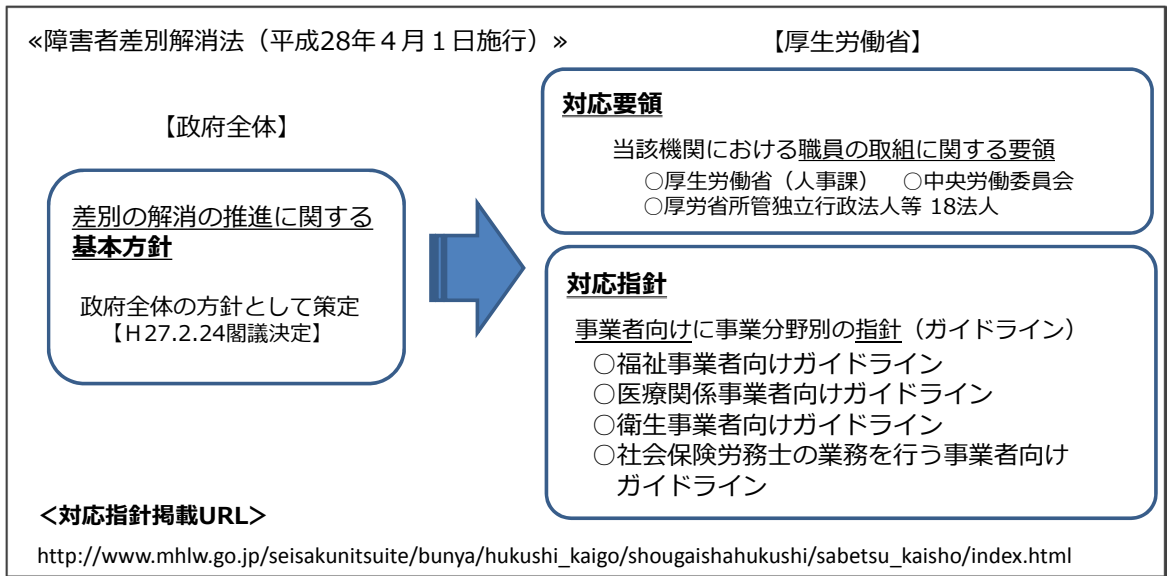 ≪障害者差別解消法（平成28年４月１日施行）≫
【厚生労働省】
【政府全体】
差別の解消の推進に関する
基本方針
政府全体の方針として策定
【Ｈ27.2.24閣議決定】
対応要領
当該機関における職員の取組に関する要領
○厚生労働省（人事課）　○中央労働委員会
○厚労省所管独立行政法人等 18法人
対応指針
事業者向けに事業分野別の指針（ガイドライン）
○福祉事業者向けガイドライン
○医療関係事業者向けガイドライン
○衛生事業者向けガイドライン
○社会保険労務士の業務を行う事業者向け
ガイドライン
＜対応指針掲載URL＞
http://www.mhlw.go.jp/seisakunitsuite/bunya/hukushi_kaigo/shougaishahukushi/sabetsu_kaisho/index.html